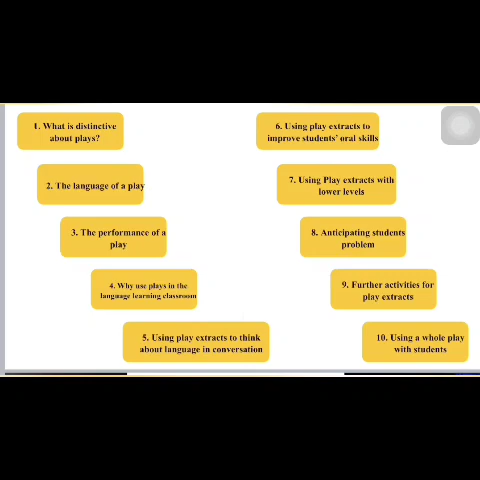 1. What is distinctive
about plays?
2. The language of a play
3. The performance of a
play
4. Why use plays in the
language learning classroom
5. Using play extracts to think
about language in conversation
6. Using play extracts to
improve students' oral skills
7. Using Play extracts with
lower levels
8. Anticipating students
problem
9. Further activities for
play extracts
10. Using a whole play
with students